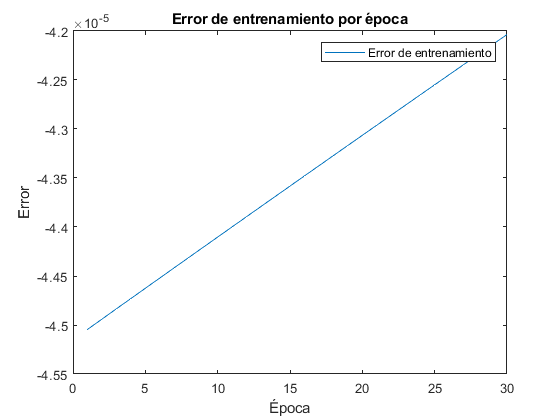 Error de entrenamiento por época
×10-5
Error de entrenamiento
-4.2
-4.25
-4.3
-4.35
-4.4
-4.45
-4.5
-4.55
Error
0 5 10 15 20 25 30
Época